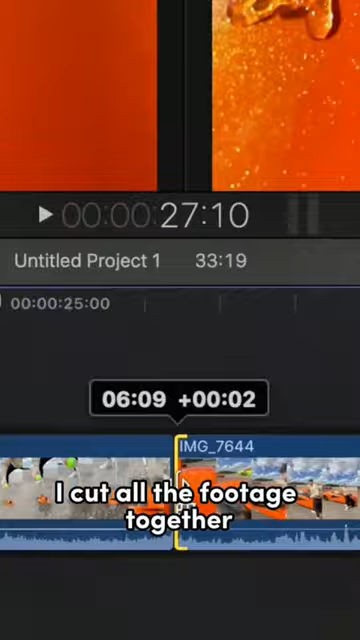 00:00:27:10
Untitled Project 1 33:19
00:00:25:00
06:09 +00:02
IMG_7644
I cut all the footage
together